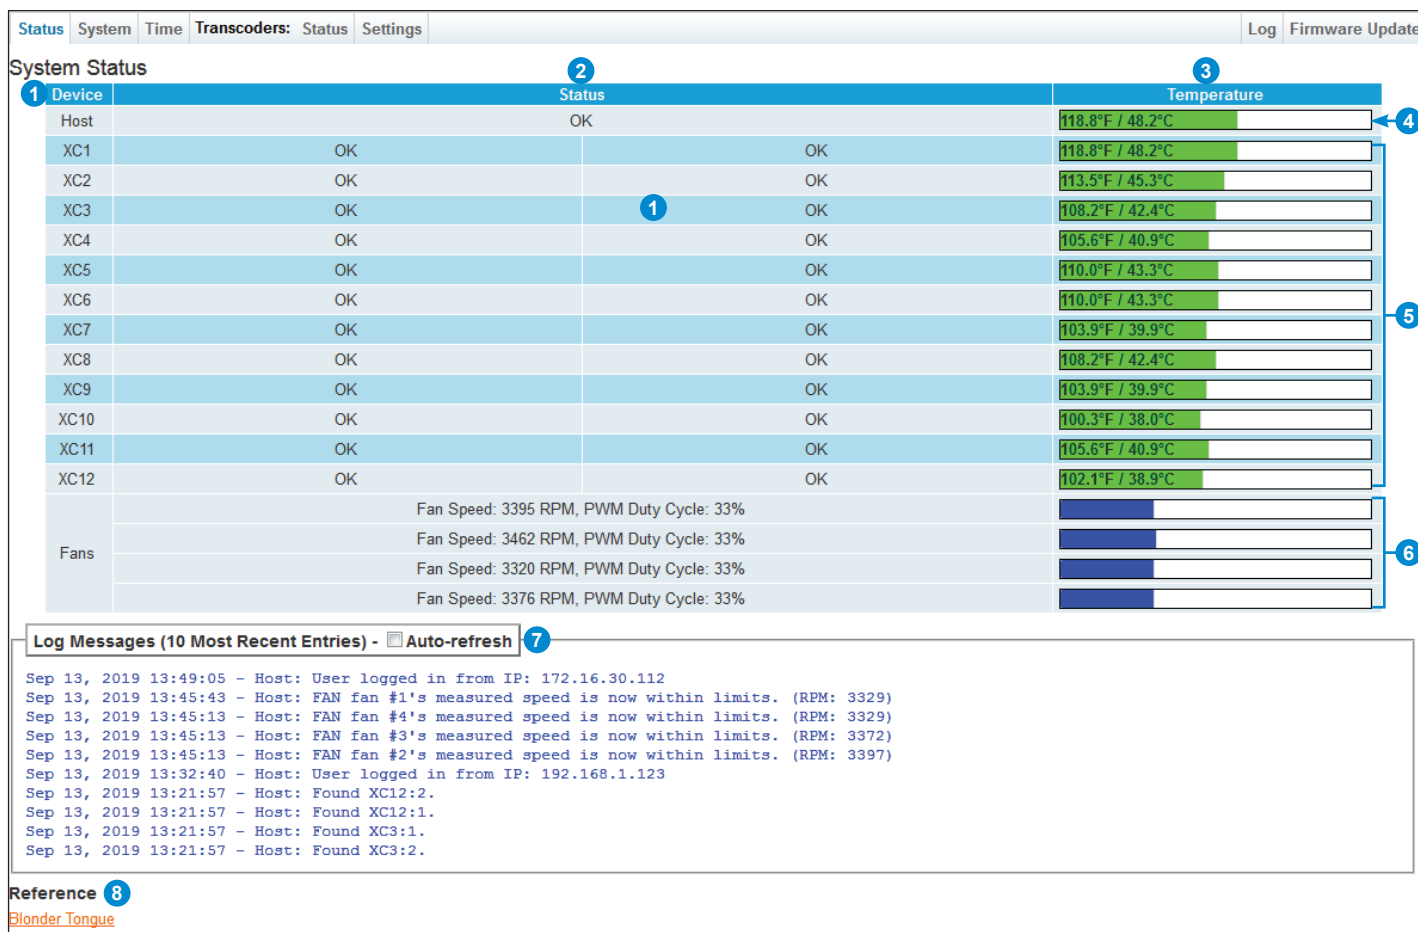 Status System Time Transcoders: Status Settings Log Firmware Update
System Status
2 3
1 Device Status Temperature
Host OK 118.8°F / 48.2°C 4
XC1 OK OK 118.8°F / 48.2°C
XC2 OK OK 113.5°F / 45.3°C
XC3 OK 1 OK 108.2°F / 42.4°C
XC4 OK OK 105.6°F / 40.9°C
XC5 OK OK 110.0°F / 43.3°C
XC6 OK OK 110.0°F / 43.3°C
5
XC7 OK OK 103.9°F / 39.9°C
XC8 OK OK 108.2°F / 42.4°C
XC9 OK OK 103.9°F / 39.9°C
XC10 OK OK 100.3°F / 38.0°C
XC11 OK OK 105.6°F / 40.9°C
XC12 OK OK 102.1°F / 38.9°C
Fan Speed: 3395 RPM, PWM Duty Cycle: 33%
Fan Speed: 3462 RPM, PWM Duty Cycle: 33%
Fans 6
Fan Speed: 3320 RPM, PWM Duty Cycle: 33%
Fan Speed: 3376 RPM, PWM Duty Cycle: 33%
Log Messages (10 Most Recent Entries) - Auto-refresh 7
Sep 13, 2019 13:49:05 - Host: User logged in from IP: 172.16.30.112
Sep 13, 2019 13:45:43 - Host: FAN fan #1's measured speed is now within limits. (RPM: 3329)
Sep 13, 2019 13:45:13 - Host: FAN fan #4's measured speed is now within limits. (RPM: 3329)
Sep 13, 2019 13:45:13 - Host: FAN fan #3's measured speed is now within limits. (RPM: 3372)
Sep 13, 2019 13:45:13 - Host: FAN fan #2's measured speed is now within limits. (RPM: 3397)
Sep 13, 2019 13:32:40 - Host: User logged in from IP: 192.168.1.123
Sep 13, 2019 13:21:57 - Host: Found XC12:2.
Sep 13, 2019 13:21:57 - Host: Found XC12:1.
Sep 13, 2019 13:21:57 - Host: Found XC3:1.
Sep 13, 2019 13:21:57 - Host: Found XC3:2.
Reference 8
Blonder Tongue